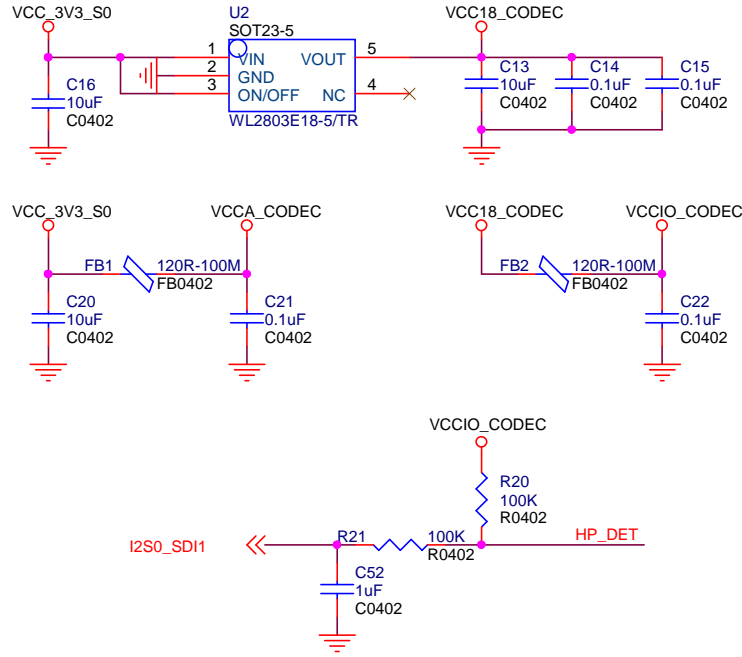 VCC_3V3_S0
U2
SOT23-5
VCC18_CODEC
C16
10uF
C0402
1
2
3
VIN
GND
ON/OFF
VOUT
NC
5
4
WL2803E18-5/TR
C13
10uF
C0402
C14
0.1uF
C0402
C15
0.1uF
C0402
VCC_3V3_S0
VCCA_CODEC
FB1
120R-100M
FB0402
C20
10uF
C0402
C21
0.1uF
C0402
VCC18_CODEC
VCCIO_CODEC
FB2
120R-100M
FB0402
C22
0.1uF
C0402
VCCIO_CODEC
R20
100K
R0402
I2S0_SDI1
R21
100K
R0402
HP_DET
C52
1uF
C0402